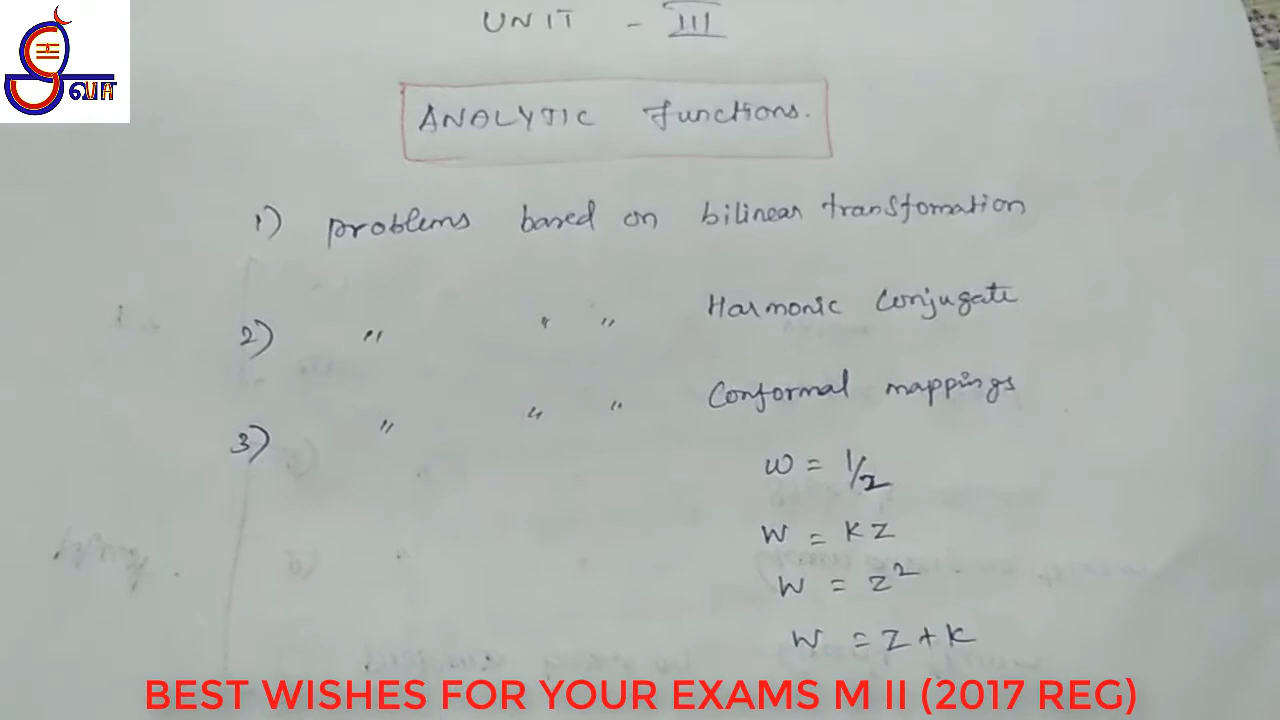 சிவா
UNIT - III
ANALYTIC Functions.
1) problems based on bilinear transfomation
2) " " " Harmonic Conjugate
3) " " " Conformal mappings
w = 1/z
w = kz
w = z²
w = z + k
BEST WISHES FOR YOUR EXAMS M II (2017 REG)